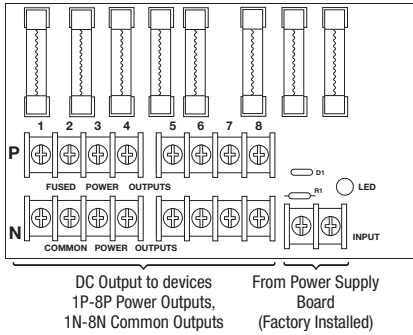 1 2 3 4 5 6 7 8
P
FUSED POWER OUTPUTS
D1
R1
LED
N
COMMON POWER OUTPUTS
INPUT
DC Output to devices
1P-8P Power Outputs,
1N-8N Common Outputs
From Power Supply
Board
(Factory Installed)